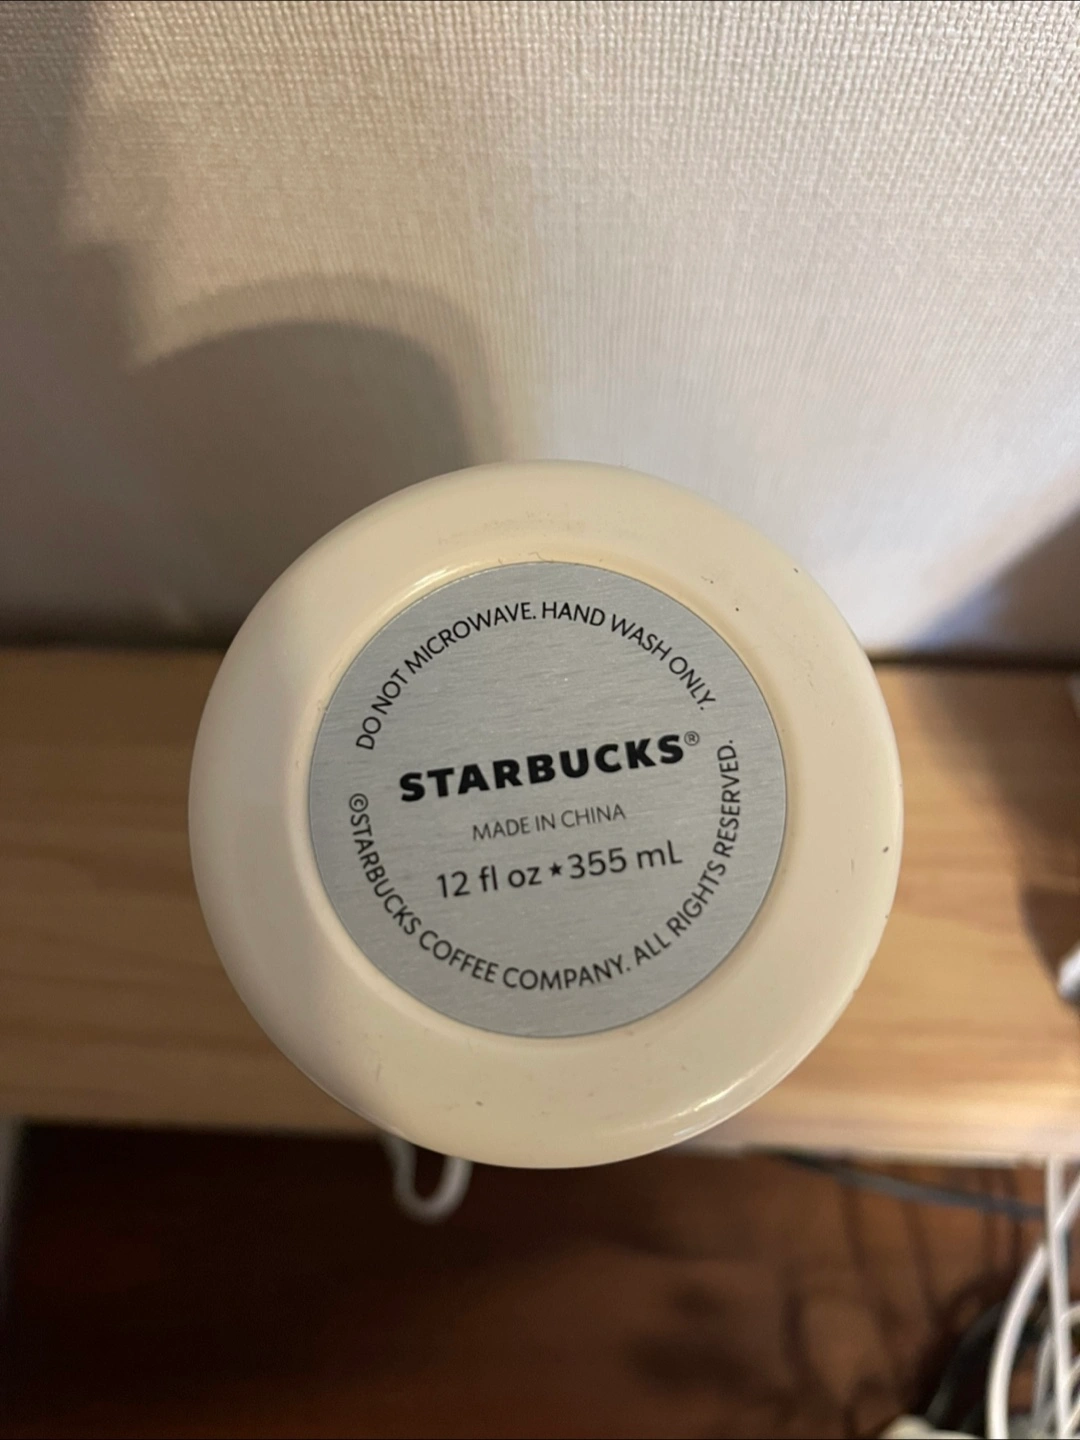 DO NOT MICROWAVE. HAND WASH ONLY.
STARBUCKS®
MADE IN CHINA
12 fl oz ★ 355 mL
©STARBUCKS COFFEE COMPANY. ALL RIGHTS RESERVED.